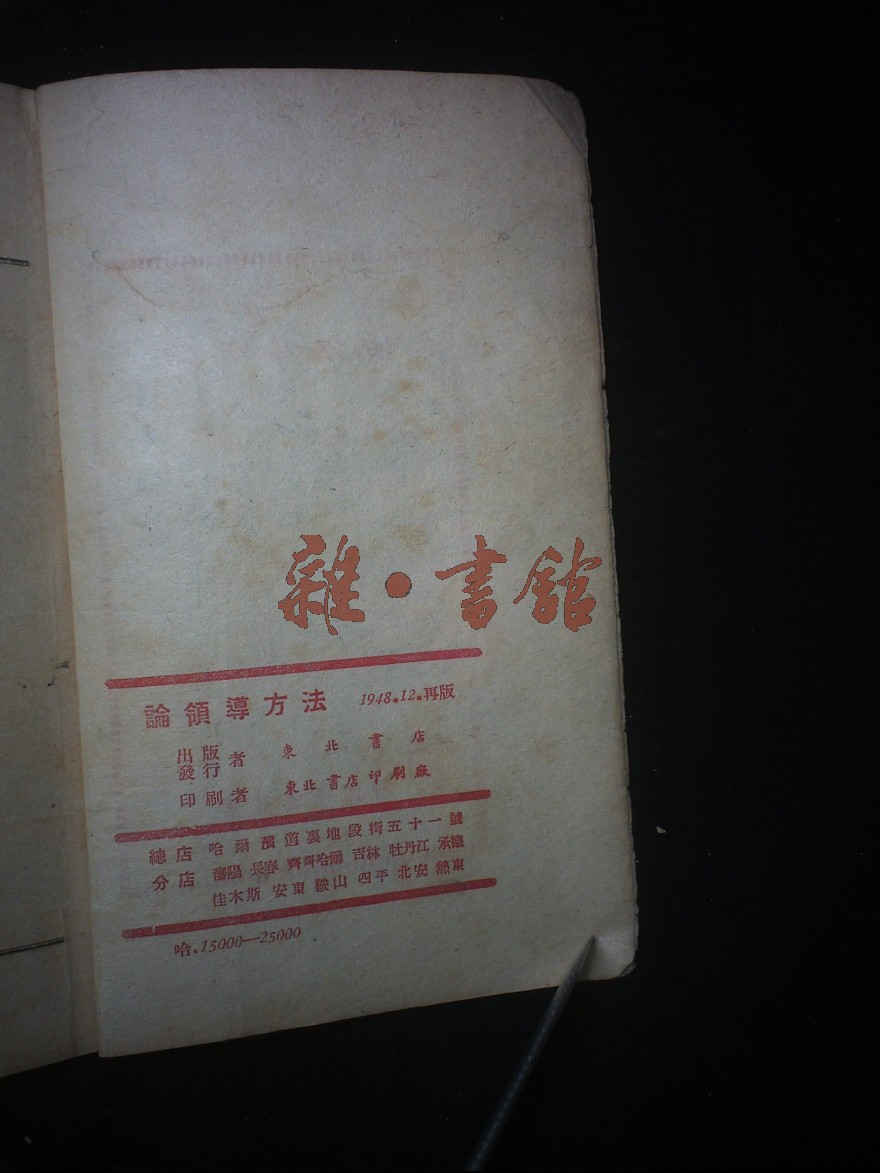 雜·書館
論領導方法 1948.12.再版
出版
發行者 東北書店
印刷者 東北書店印刷廠
總店 哈爾濱道裏地段街五十一號
分店 瀋陽 長春 齊齊哈爾 吉林 牡丹江 承德
佳木斯 安東 鞍山 四平 北安 熱東
哈.15000—25000